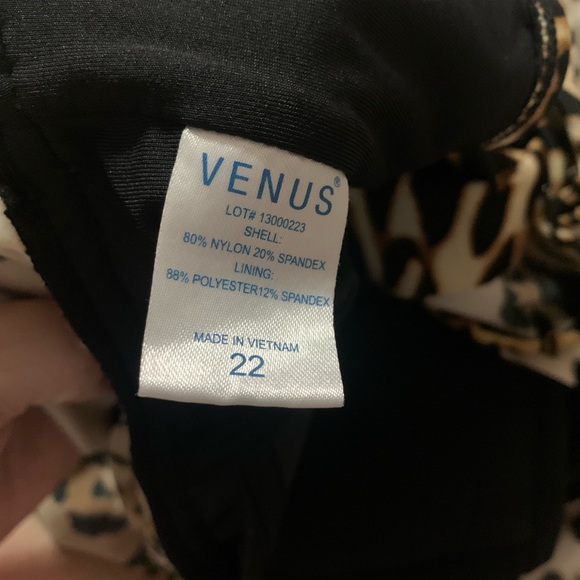 VENUS®
LOT# 13000223
SHELL:
80% NYLON 20% SPANDEX
LINING:
88% POLYESTER12% SPANDEX
MADE IN VIETNAM
22